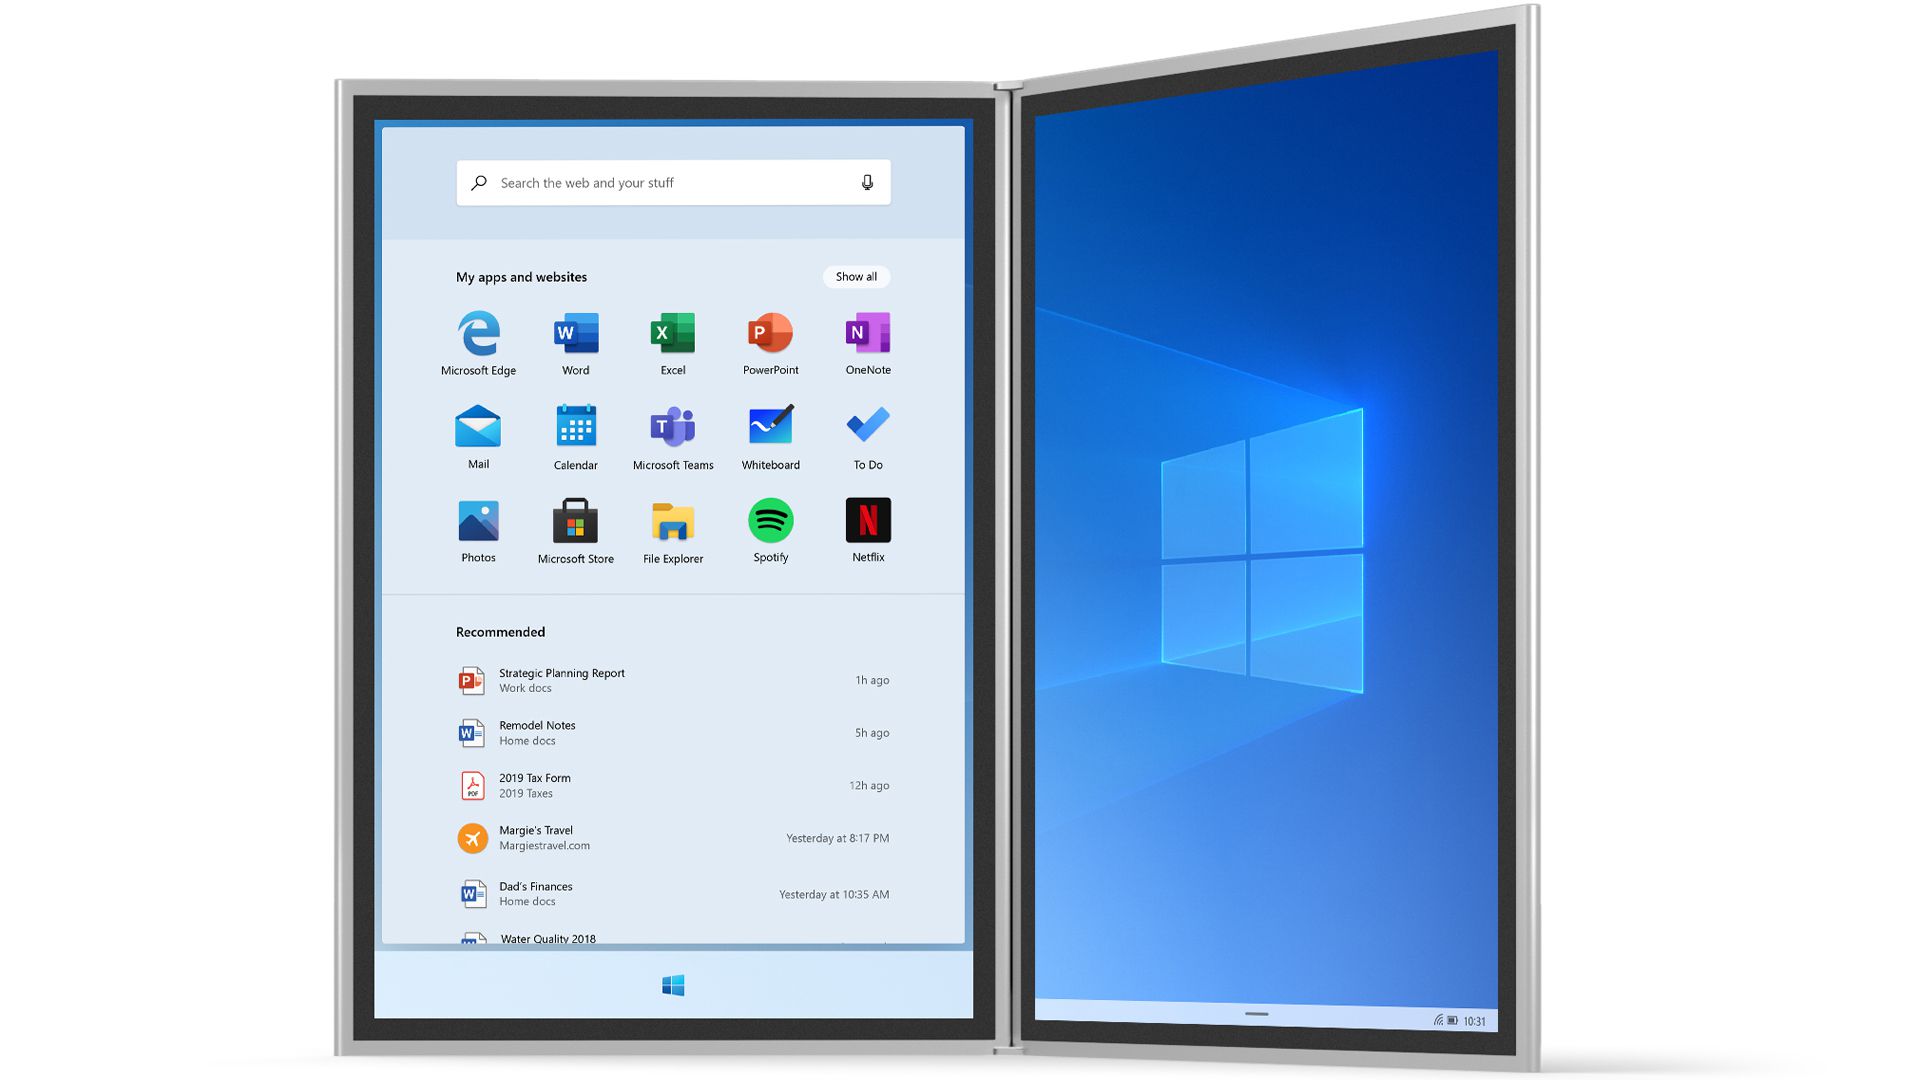 Search the web and your stuff
My apps and websites
Show all
Microsoft Edge
W
Word
X
Excel
P
PowerPoint
N
OneNote
Mail
Calendar
T
Microsoft Teams
Whiteboard
To Do
Photos
Microsoft Store
File Explorer
Spotify
N
Netflix
Recommended
P
Strategic Planning Report
Work docs
1h ago
W
Remodel Notes
Home docs
5h ago
PDF
2019 Tax Form
2019 Taxes
12h ago
Margie's Travel
Margiestravel.com
Yesterday at 8:17 PM
W
Dad's Finances
Home docs
Yesterday at 10:35 AM
Water Quality 2018
10:31